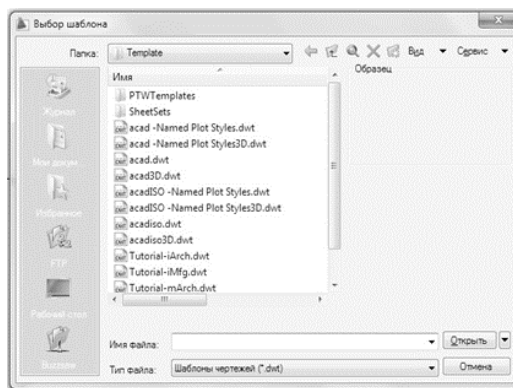 Выбор шаблона
Папка: Template Вид Сервис
Имя
Образец
PTWTemplates
SheetSets
acad -Named Plot Styles.dwt
acad -Named Plot Styles3D.dwt
acad.dwt
acad3D.dwt
acadISO -Named Plot Styles.dwt
acadISO -Named Plot Styles3D.dwt
acadiso.dwt
acadiso3D.dwt
Tutorial-iArch.dwt
Tutorial-iMfg.dwt
Tutorial-mArch.dwt
Журнал
Мои докум...
Избранное
FTP
Рабочий стол
Buzzsaw
Имя файла: Открыть
Тип файла: Шаблоны чертежей (*.dwt) Отмена